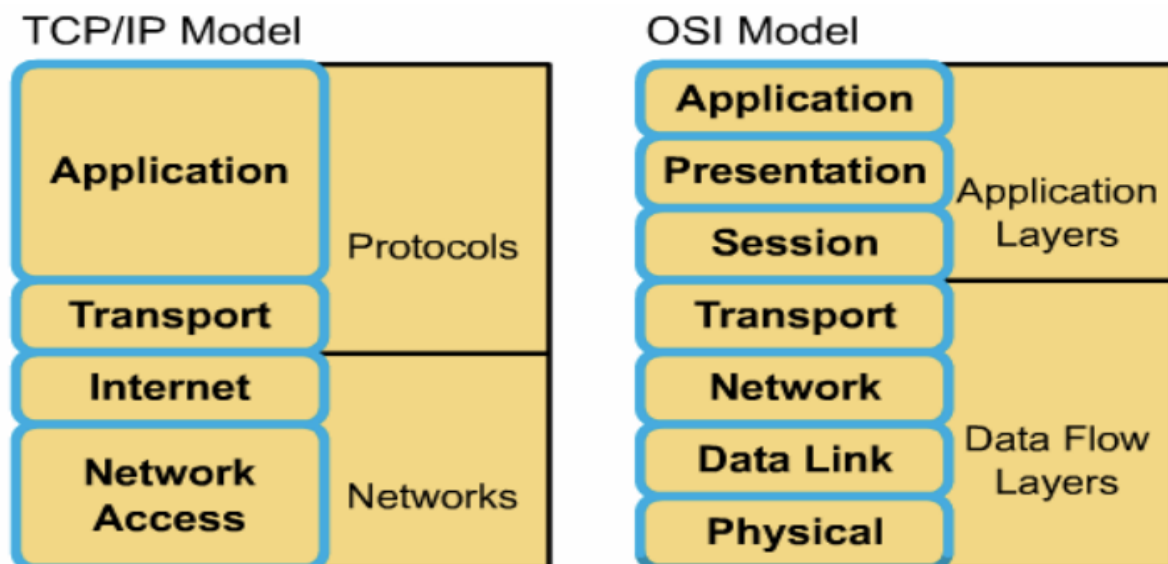 TCP/IP Model
Application
Transport
Internet
Network
Access
Protocols
Networks
OSI Model
Application
Presentation
Session
Transport
Network
Data Link
Physical
Application
Layers
Data Flow
Layers